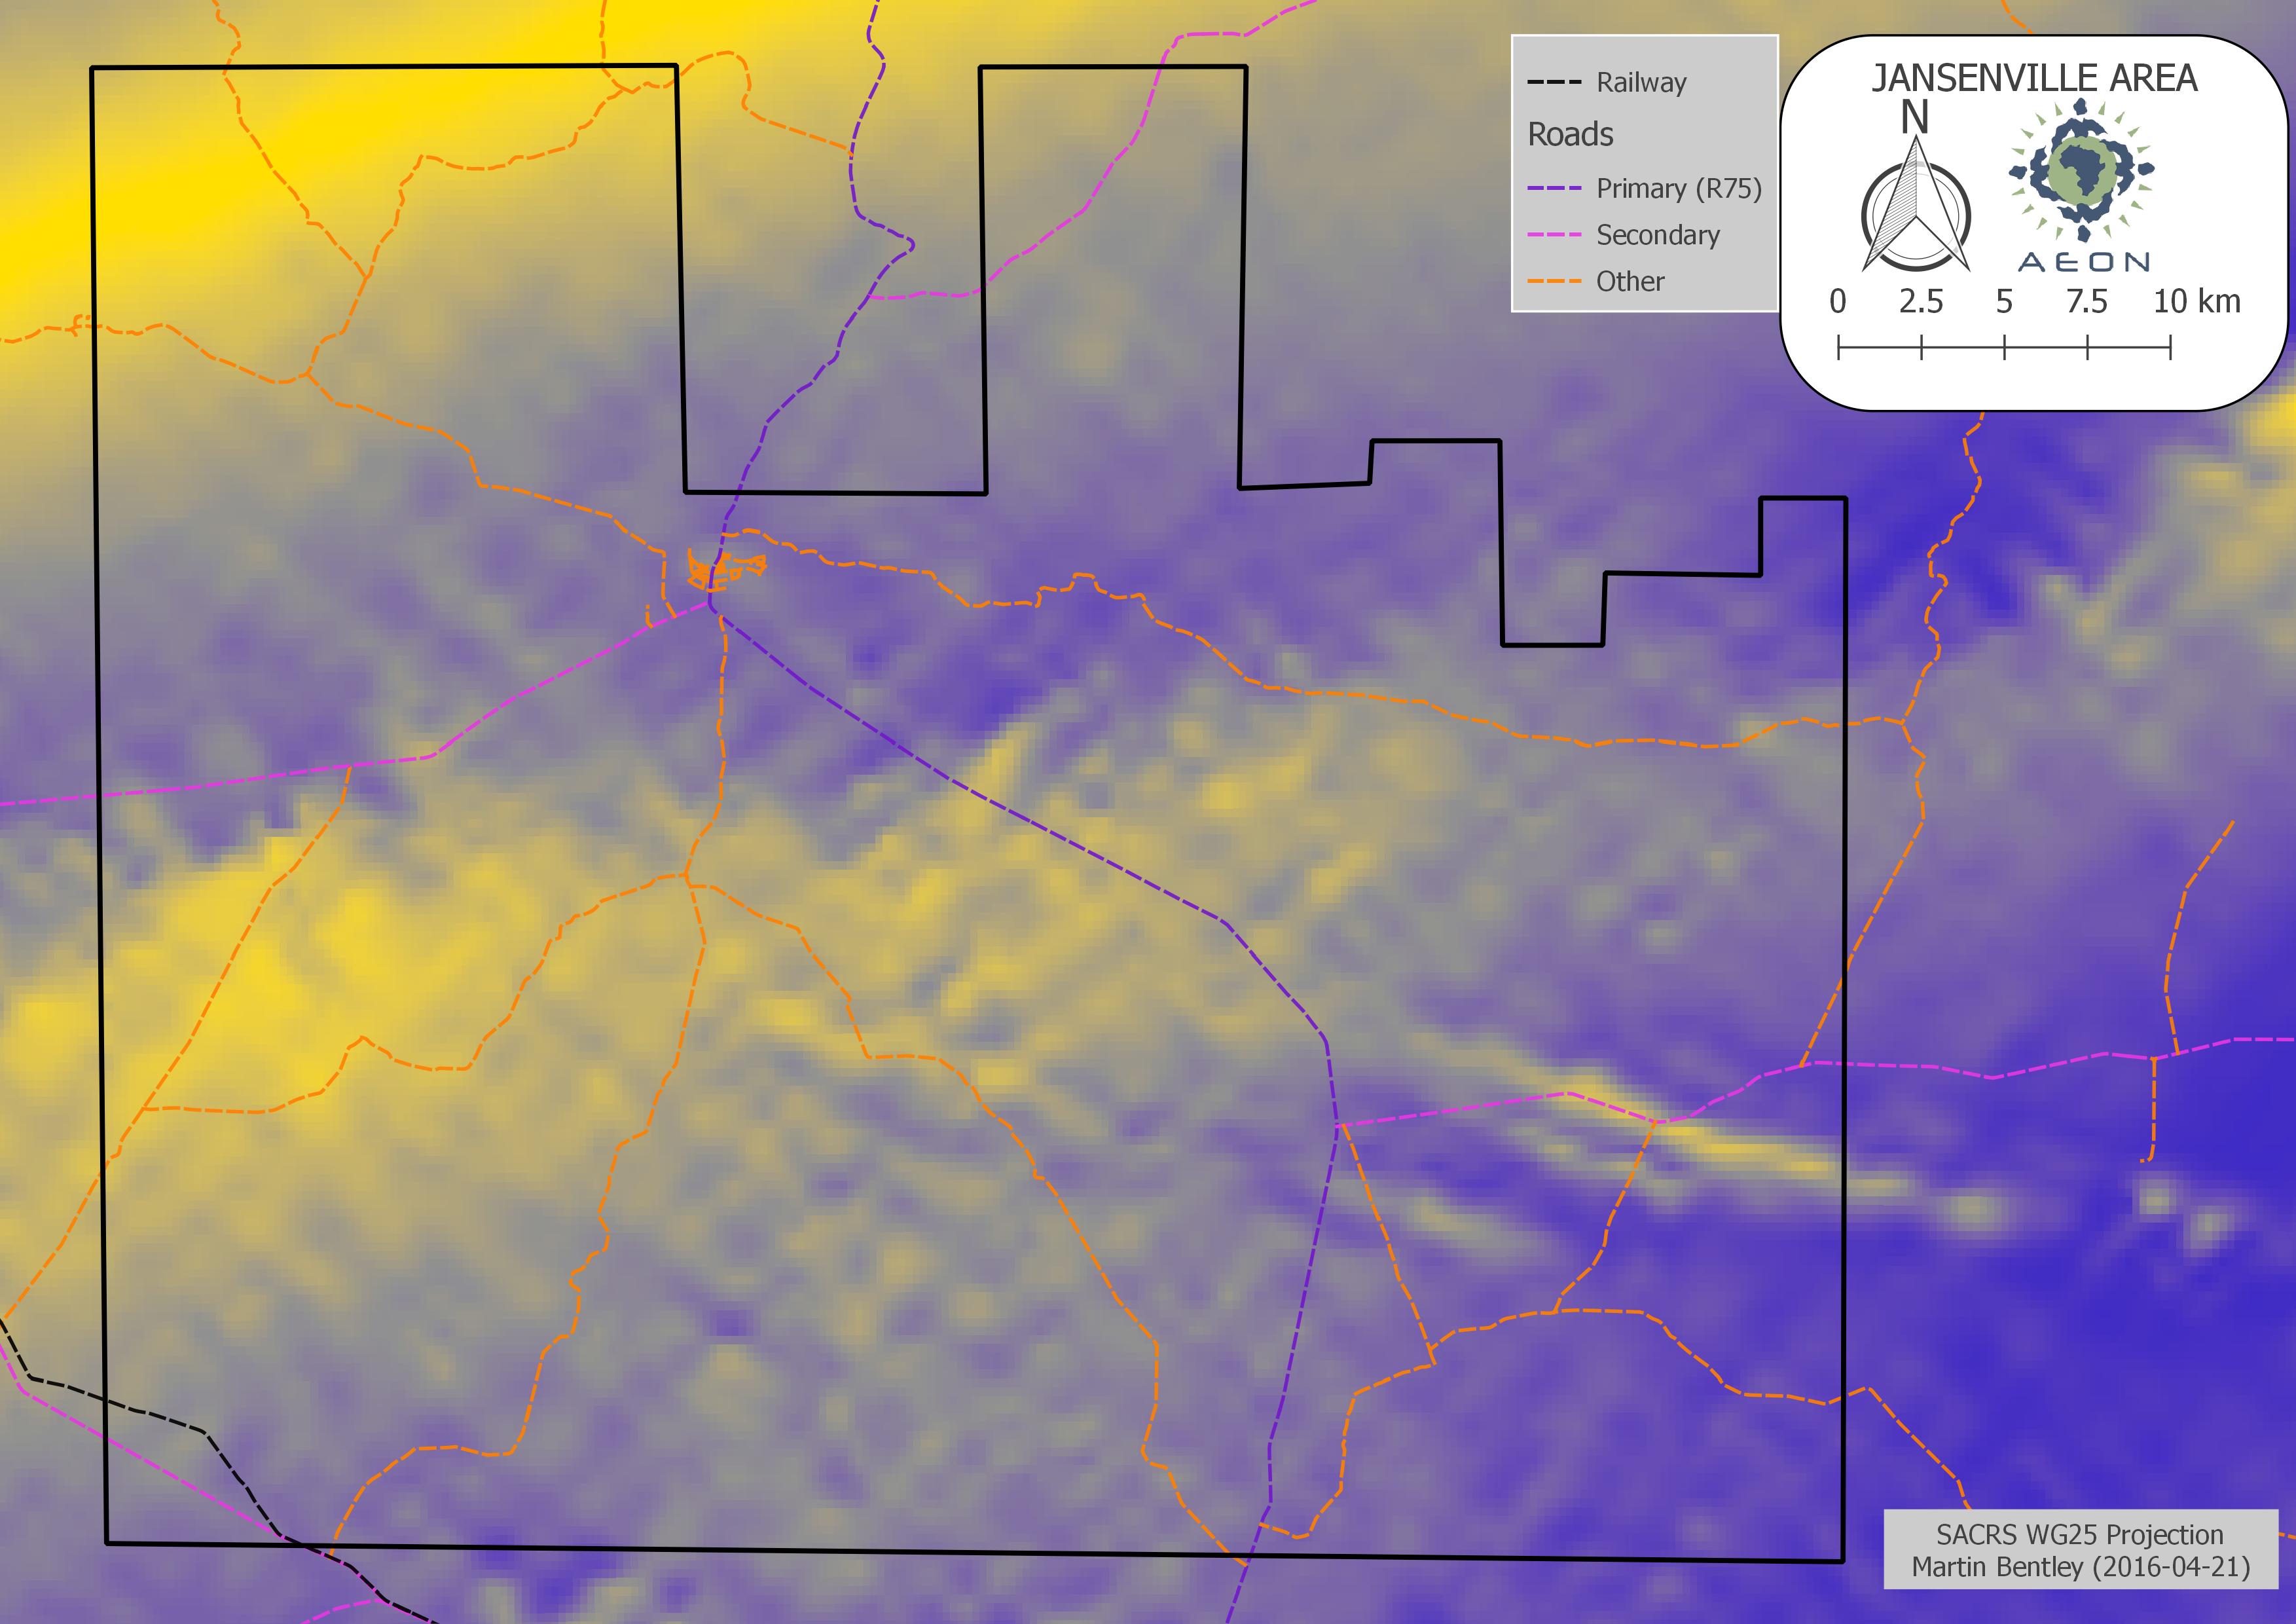 Railway
Roads
Primary (R75)
Secondary
Other
JANSENVILLE AREA
N
AEON
0 2.5 5 7.5 10 km
SACRS WG25 Projection
Martin Bentley (2016-04-21)